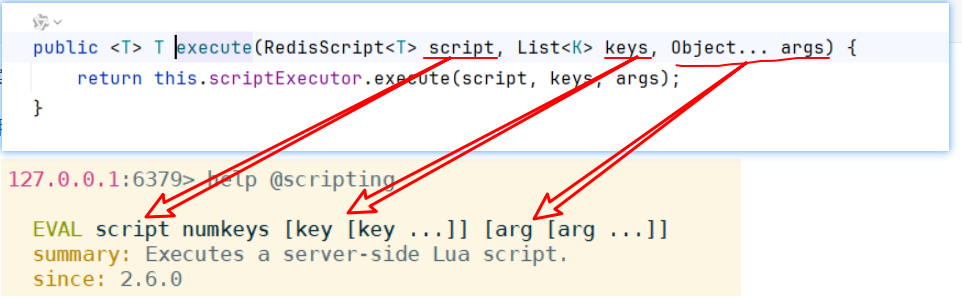 public <T> T execute(RedisScript<T> script, List<K> keys, Object... args) {
return this.scriptExecutor.execute(script, keys, args);
}
127.0.0.1:6379> help @scripting
EVAL script numkeys [key [key ...]] [arg [arg ...]]
summary: Executes a server-side Lua script.
since: 2.6.0